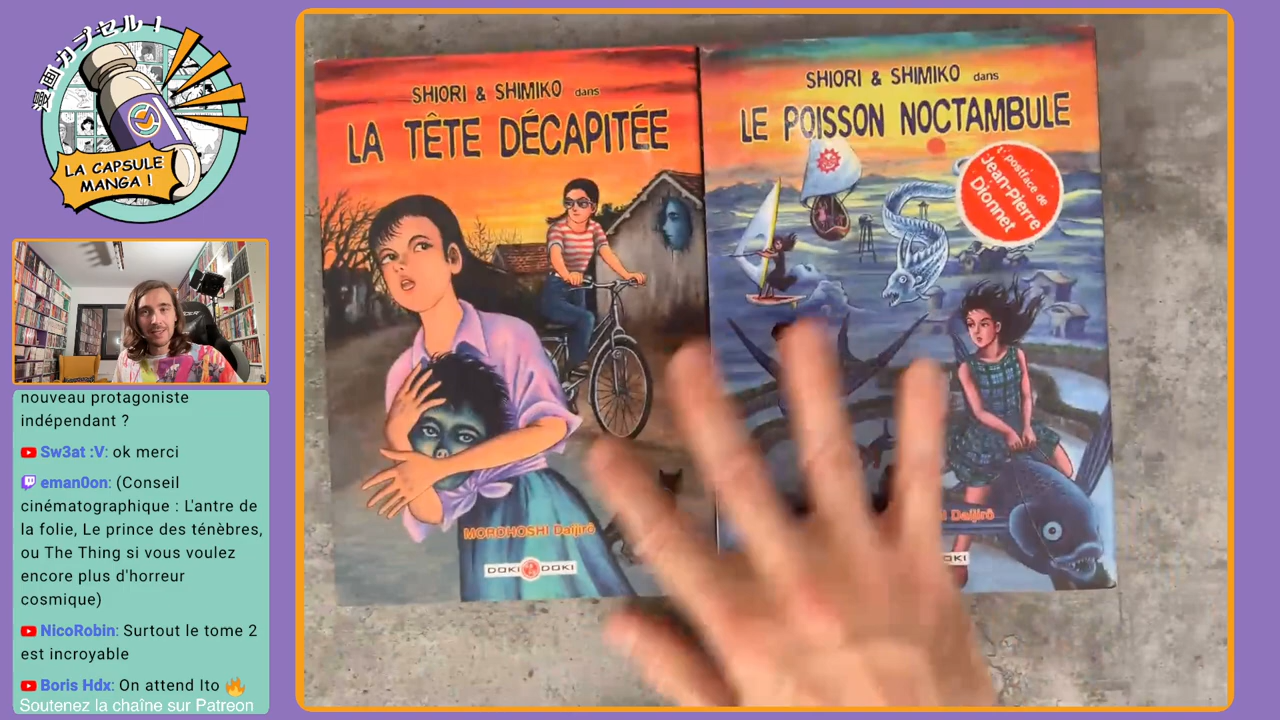 漫画カプセル！
LA CAPSULE
MANGA !
nouveau protagoniste
indépendant ?
Sw3at :V: ok merci
eman0on: (Conseil
cinématographique : L'antre de
la folie, Le prince des ténèbres,
ou The Thing si vous voulez
encore plus d'horreur
cosmique)
NicoRobin: Surtout le tome 2
est incroyable
Boris Hdx: On attend Ito 🔥
Soutenez la chaîne sur Patreon
SHIORI & SHIMIKO dans
LA TÊTE DÉCAPITÉE
MOROHOSHI Daijirô
DOKI DOKI
SHIORI & SHIMIKO dans
LE POISSON NOCTAMBULE
postface de
Jean-Pierre
Dionnet
Daijirô
OKI